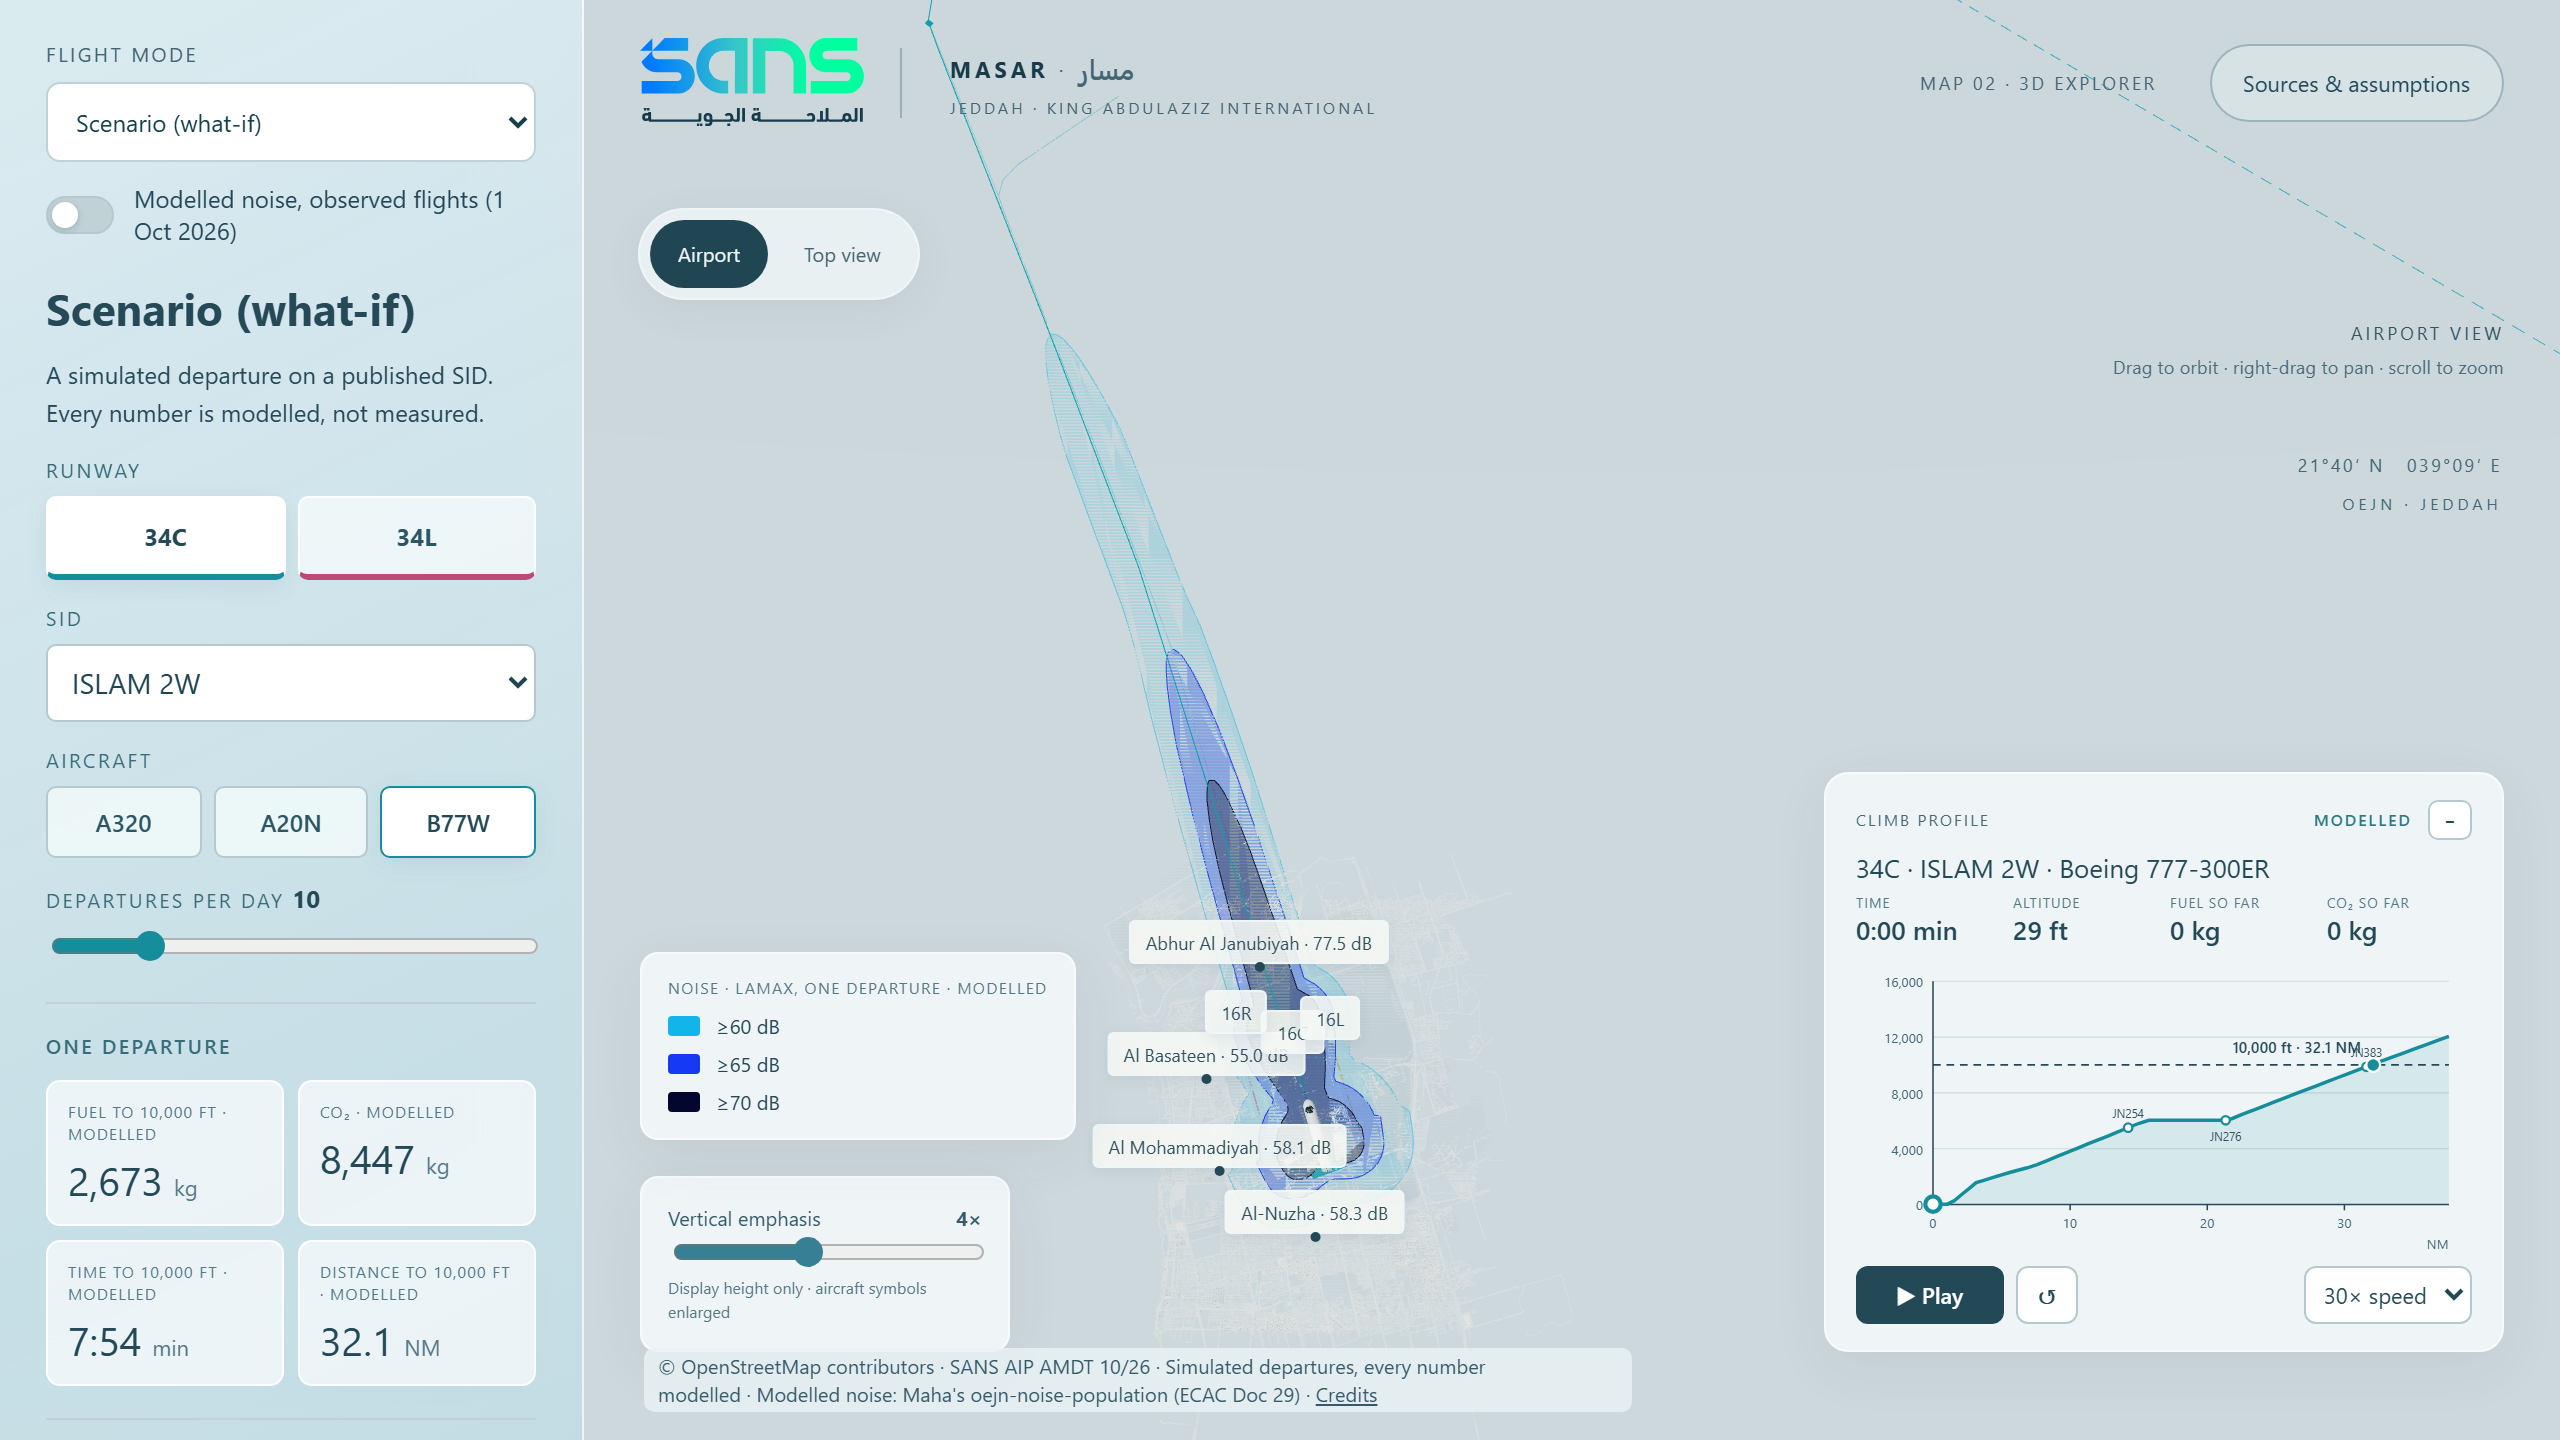 FLIGHT MODE
Scenario (what-if)
Modelled noise, observed flights (1
Oct 2026)
Scenario (what-if)
A simulated departure on a published SID.
Every number is modelled, not measured.
RUNWAY
34C
34L
SID
ISLAM 2W
AIRCRAFT
A320
A20N
B77W
DEPARTURES PER DAY 10
ONE DEPARTURE
FUEL TO 10,000 FT ·
MODELLED
2,673 kg
CO₂ · MODELLED
8,447 kg
TIME TO 10,000 FT ·
MODELLED
7:54 min
DISTANCE TO 10,000 FT
· MODELLED
32.1 NM
sans
الملاحة الجوية
MASAR · مسار
JEDDAH · KING ABDULAZIZ INTERNATIONAL
MAP 02 · 3D EXPLORER
Sources & assumptions
Airport
Top view
AIRPORT VIEW
Drag to orbit · right-drag to pan · scroll to zoom
21°40′ N 039°09′ E
OEJN · JEDDAH
NOISE · LAMAX, ONE DEPARTURE · MODELLED
≥60 dB
≥65 dB
≥70 dB
Vertical emphasis 4×
Display height only · aircraft symbols
enlarged
Abhur Al Janubiyah · 77.5 dB
16R
16L
16C
Al Basateen · 55.0 dB
Al Mohammadiyah · 58.1 dB
Al-Nuzha · 58.3 dB
© OpenStreetMap contributors · SANS AIP AMDT 10/26 · Simulated departures, every number
modelled · Modelled noise: Maha's oejn-noise-population (ECAC Doc 29) · Credits
CLIMB PROFILE
MODELLED
–
34C · ISLAM 2W · Boeing 777-300ER
TIME
0:00 min
ALTITUDE
29 ft
FUEL SO FAR
0 kg
CO₂ SO FAR
0 kg
16,000
12,000
8,000
4,000
0
10,000 ft · 32.1 NM
JN383
JN254
JN276
0
10
20
30
NM
▶ Play
↺
30× speed